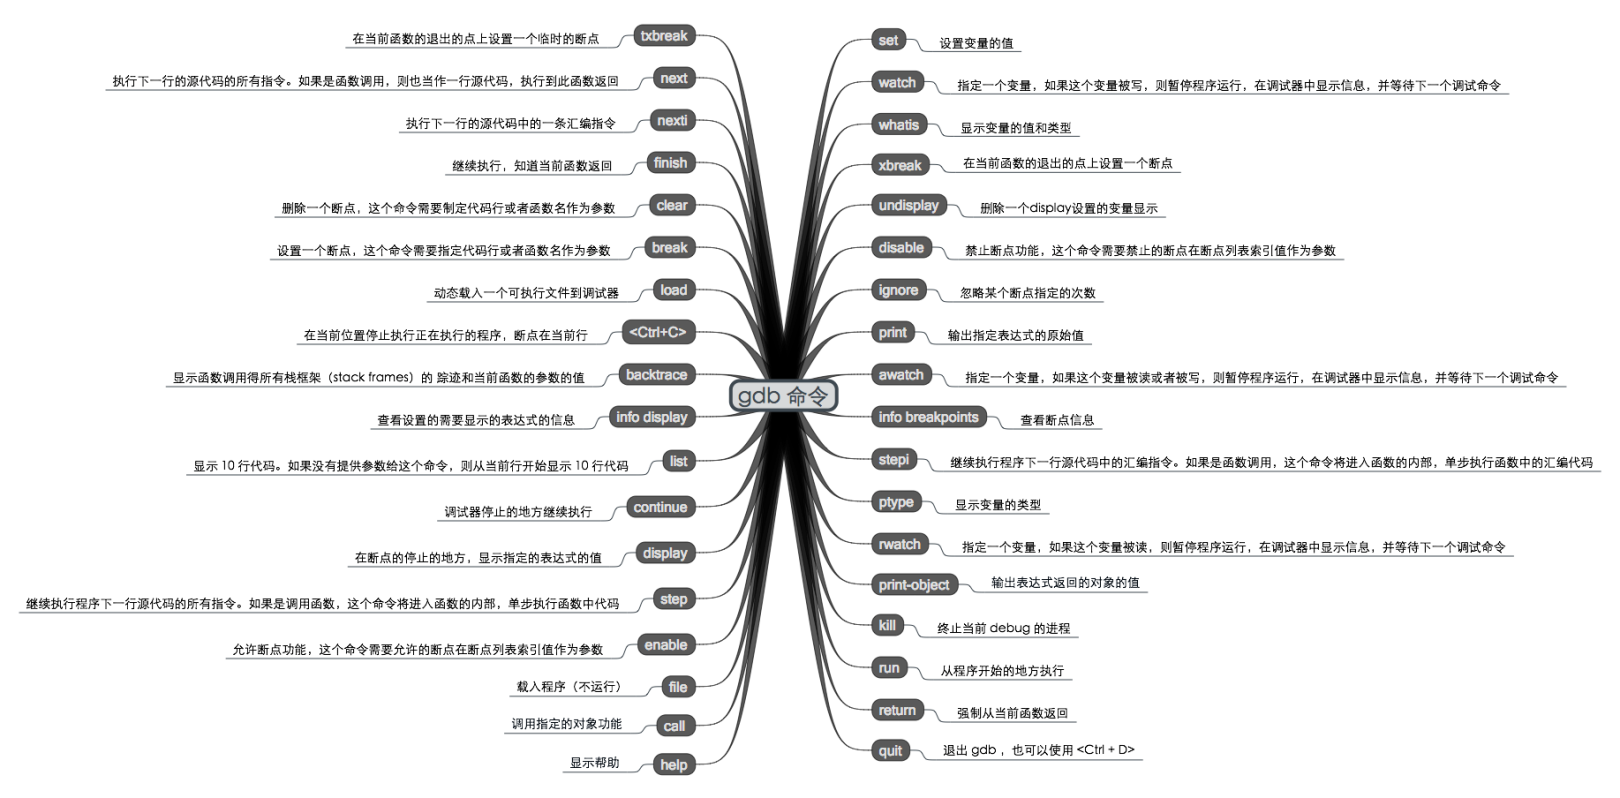 gdb 命令
txbreak
在当前函数的退出的点上设置一个临时的断点
next
执行下一行的源代码的所有指令。如果是函数调用，则也当作一行源代码，执行到此函数返回
nexti
执行下一行的源代码中的一条汇编指令
finish
继续执行，知道当前函数返回
clear
删除一个断点，这个命令需要制定代码行或者函数名作为参数
break
设置一个断点，这个命令需要指定代码行或者函数名作为参数
load
动态载入一个可执行文件到调试器
<Ctrl+C>
在当前位置停止执行正在执行的程序，断点在当前行
backtrace
显示函数调用得所有栈框架（stack frames）的 踪迹和当前函数的参数的值
info display
查看设置的需要显示的表达式的信息
list
显示 10 行代码。如果没有提供参数给这个命令，则从当前行开始显示 10 行代码
continue
调试器停止的地方继续执行
display
在断点的停止的地方，显示指定的表达式的值
step
继续执行程序下一行源代码的所有指令。如果是调用函数，这个命令将进入函数的内部，单步执行函数中代码
enable
允许断点功能，这个命令需要允许的断点在断点列表索引值作为参数
file
载入程序（不运行）
call
调用指定的对象功能
help
显示帮助
set
设置变量的值
watch
指定一个变量，如果这个变量被写，则暂停程序运行，在调试器中显示信息，并等待下一个调试命令
whatis
显示变量的值和类型
xbreak
在当前函数的退出的点上设置一个断点
undisplay
删除一个display设置的变量显示
disable
禁止断点功能，这个命令需要禁止的断点在断点列表索引值作为参数
ignore
忽略某个断点指定的次数
print
输出指定表达式的原始值
awatch
指定一个变量，如果这个变量被读或者被写，则暂停程序运行，在调试器中显示信息，并等待下一个调试命令
info breakpoints
查看断点信息
stepi
继续执行程序下一行源代码中的汇编指令。如果是函数调用，这个命令将进入函数的内部，单步执行函数中的汇编代码
ptype
显示变量的类型
rwatch
指定一个变量，如果这个变量被读，则暂停程序运行，在调试器中显示信息，并等待下一个调试命令
print-object
输出表达式返回的对象的值
kill
终止当前 debug 的进程
run
从程序开始的地方执行
return
强制从当前函数返回
quit
退出 gdb ，也可以使用 <Ctrl + D>